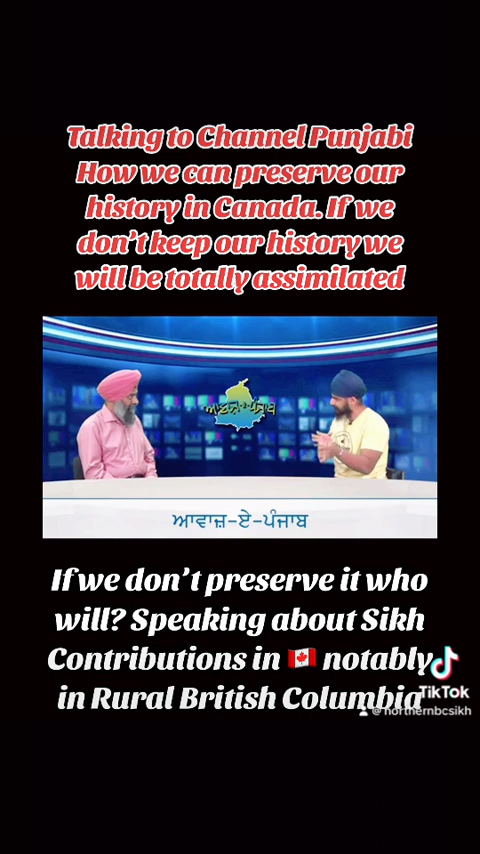 Talking to Channel Punjabi
How we can preserve our
history in Canada. If we
don't keep our history we
will be totally assimilated
ਆਵਾਜ਼-ਏ-ਪੰਜਾਬ
ਆਵਾਜ਼-ਏ-ਪੰਜਾਬ
If we don't preserve it who
will? Speaking about Sikh
Contributions in 🇨🇦 notably
in Rural British Columbia
TikTok
@northernbcsikh